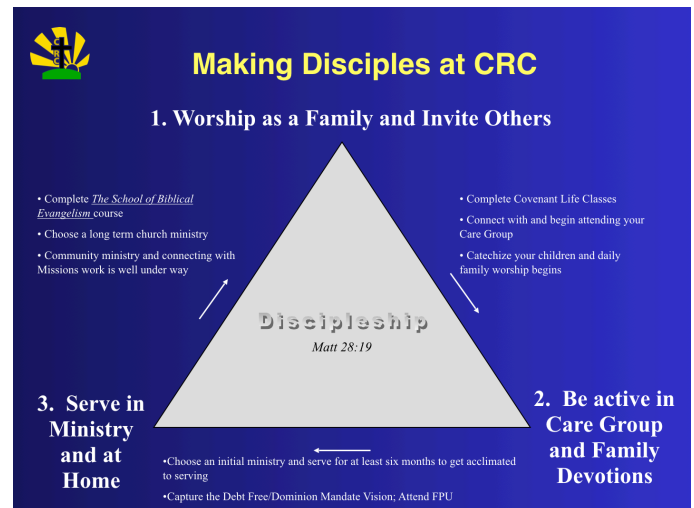 Making Disciples at CRC
1. Worship as a Family and Invite Others
• Complete The School of Biblical
Evangelism course
• Choose a long term church ministry
• Community ministry and connecting with
Missions work is well under way
• Complete Covenant Life Classes
• Connect with and begin attending your
Care Group
• Catechize your children and daily
family worship begins
Discipleship
Matt 28:19
3. Serve in
Ministry
and at
Home
2. Be active in
Care Group
and Family
Devotions
•Choose an initial ministry and serve for at least six months to get acclimated
to serving
•Capture the Debt Free/Dominion Mandate Vision; Attend FPU